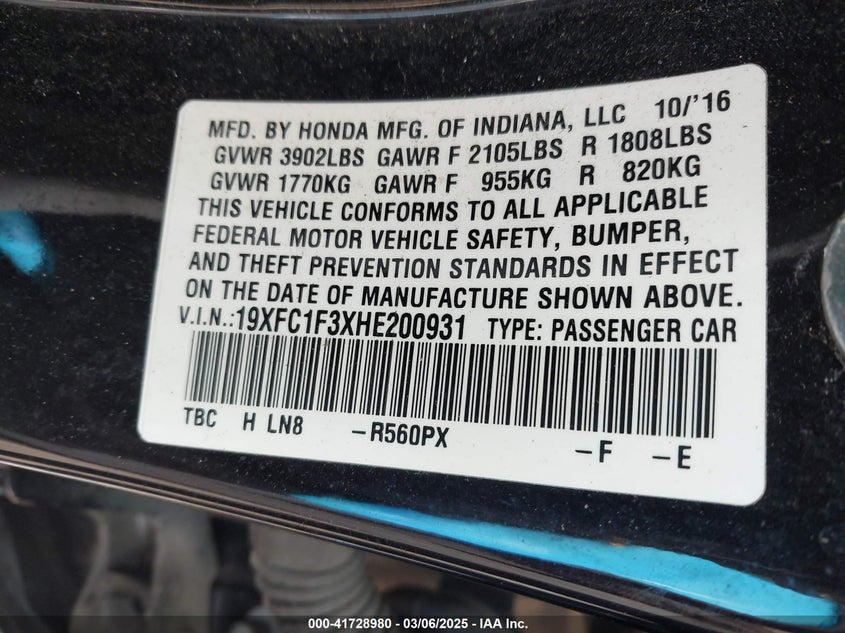 MFD. BY HONDA MFG. OF INDIANA, LLC 10/'16
GVWR 3902LBS GAWR F 2105LBS R 1808LBS
GVWR 1770KG GAWR F 955KG R 820KG
THIS VEHICLE CONFORMS TO ALL APPLICABLE
FEDERAL MOTOR VEHICLE SAFETY, BUMPER,
AND THEFT PREVENTION STANDARDS IN EFFECT
ON THE DATE OF MANUFACTURE SHOWN ABOVE.
V.I.N.:19XFC1F3XHE200931 TYPE: PASSENGER CAR
TBC H LN8 -R560PX -F -E
000-41728980 — 03/06/2025 — IAA Inc.